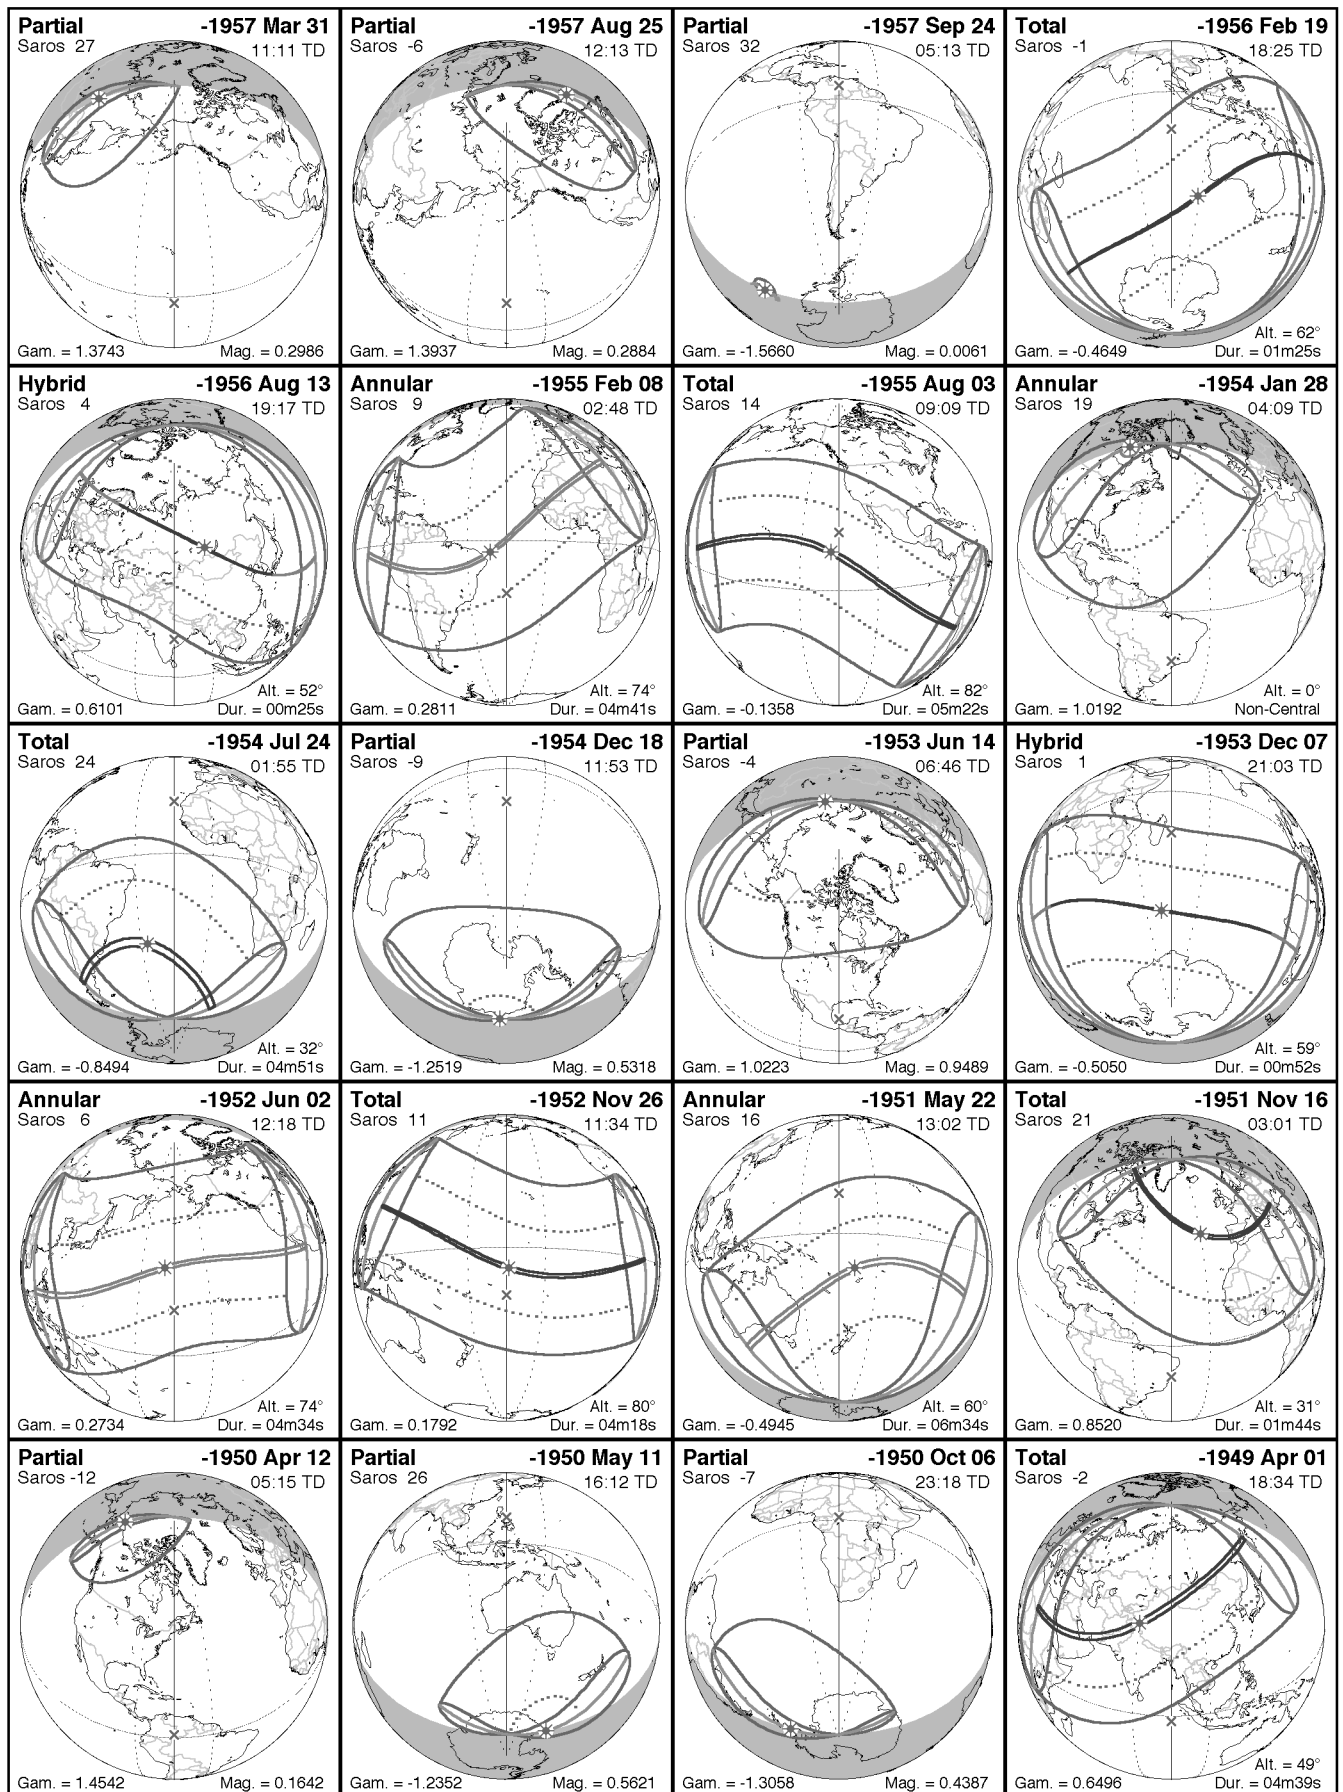 Partial -1957 Mar 31
Saros 27 11:11 TD
Gam. = 1.3743 Mag. = 0.2986
Partial -1957 Aug 25
Saros -6 12:13 TD
Gam. = 1.3937 Mag. = 0.2884
Partial -1957 Sep 24
Saros 32 05:13 TD
Gam. = -1.5660 Mag. = 0.0061
Total -1956 Feb 19
Saros -1 18:25 TD
Alt. = 62°
Gam. = -0.4649 Dur. = 01m25s
Hybrid -1956 Aug 13
Saros 4 19:17 TD
Alt. = 52°
Gam. = 0.6101 Dur. = 00m25s
Annular -1955 Feb 08
Saros 9 02:48 TD
Alt. = 74°
Gam. = 0.2811 Dur. = 04m41s
Total -1955 Aug 03
Saros 14 09:09 TD
Alt. = 82°
Gam. = -0.1358 Dur. = 05m22s
Annular -1954 Jan 28
Saros 19 04:09 TD
Alt. = 0°
Gam. = 1.0192 Non-Central
Total -1954 Jul 24
Saros 24 01:55 TD
Alt. = 32°
Gam. = -0.8494 Dur. = 04m51s
Partial -1954 Dec 18
Saros -9 11:53 TD
Gam. = -1.2519 Mag. = 0.5318
Partial -1953 Jun 14
Saros -4 06:46 TD
Gam. = 1.0223 Mag. = 0.9489
Hybrid -1953 Dec 07
Saros 1 21:03 TD
Alt. = 59°
Gam. = -0.5050 Dur. = 00m52s
Annular -1952 Jun 02
Saros 6 12:18 TD
Alt. = 74°
Gam. = 0.2734 Dur. = 04m34s
Total -1952 Nov 26
Saros 11 11:34 TD
Alt. = 80°
Gam. = 0.1792 Dur. = 04m18s
Annular -1951 May 22
Saros 16 13:02 TD
Alt. = 60°
Gam. = -0.4945 Dur. = 06m34s
Total -1951 Nov 16
Saros 21 03:01 TD
Alt. = 31°
Gam. = 0.8520 Dur. = 01m44s
Partial -1950 Apr 12
Saros -12 05:15 TD
Gam. = 1.4542 Mag. = 0.1642
Partial -1950 May 11
Saros 26 16:12 TD
Gam. = -1.2352 Mag. = 0.5621
Partial -1950 Oct 06
Saros -7 23:18 TD
Gam. = -1.3058 Mag. = 0.4387
Total -1949 Apr 01
Saros -2 18:34 TD
Alt. = 49°
Gam. = 0.6496 Dur. = 04m39s